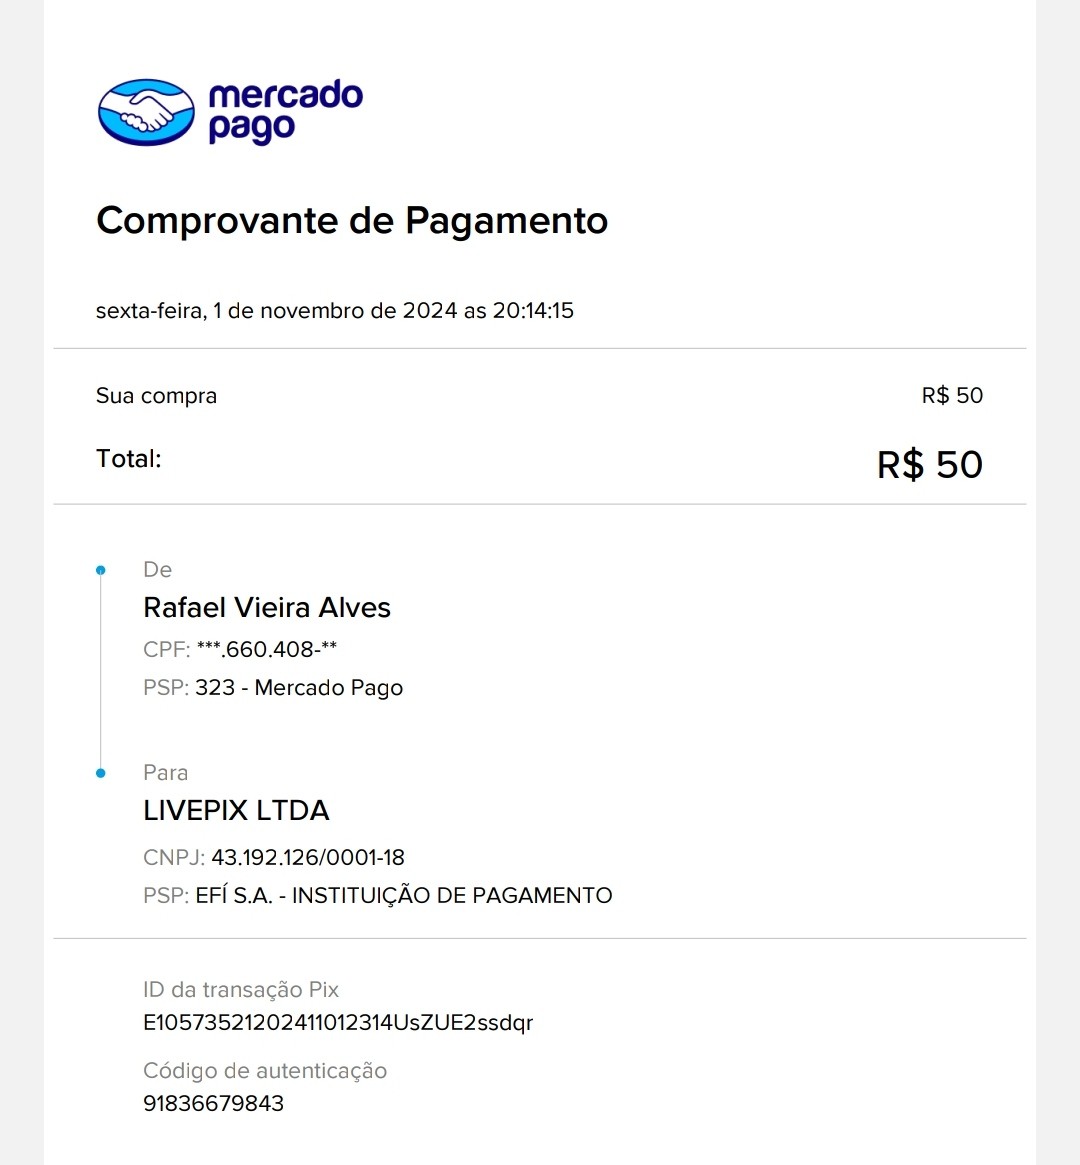 mercado
pago
Comprovante de Pagamento
sexta-feira, 1 de novembro de 2024 as 20:14:15
Sua compra R$ 50
Total: R$ 50
De
Rafael Vieira Alves
CPF: ***.660.408-**
PSP: 323 - Mercado Pago
Para
LIVEPIX LTDA
CNPJ: 43.192.126/0001-18
PSP: EFÍ S.A. - INSTITUIÇÃO DE PAGAMENTO
ID da transação Pix
E10573521202411012314UsZUE2ssdqr
Código de autenticação
91836679843